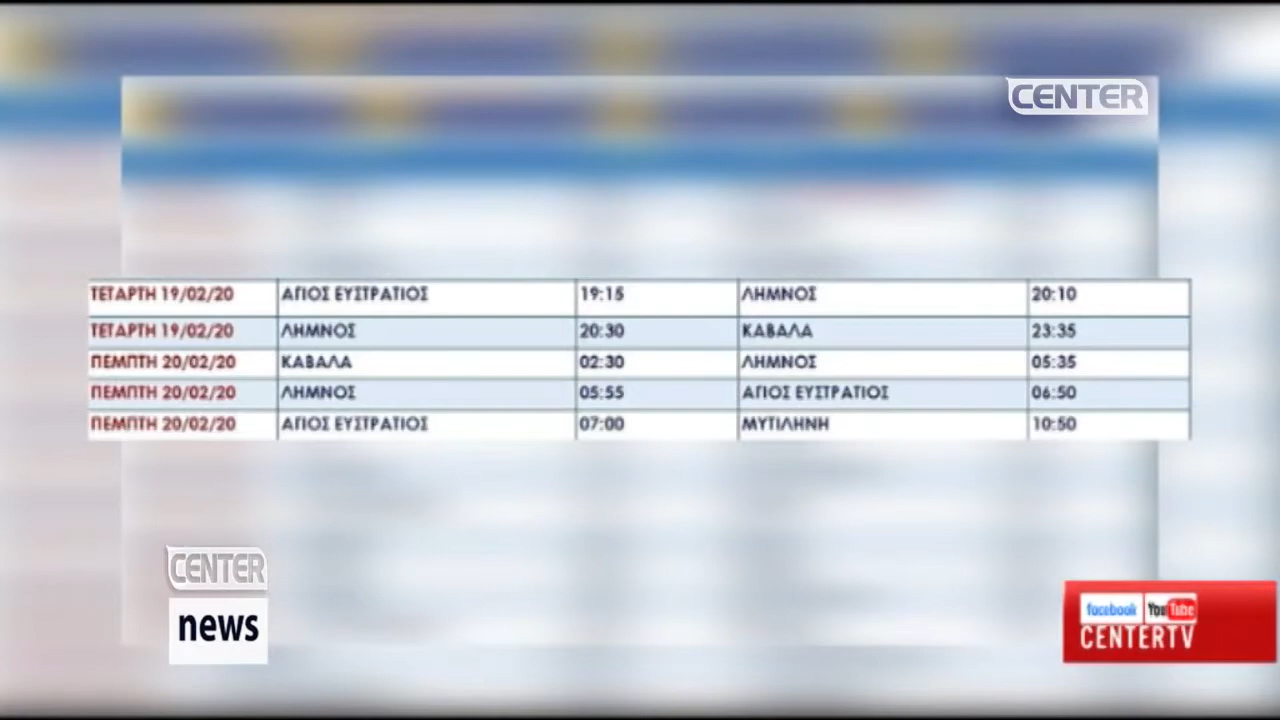 CENTER
ΤΕΤΑΡΤΗ 19/02/20 ΑΓΙΟΣ ΕΥΣΤΡΑΤΙΟΣ 19:15 ΛΗΜΝΟΣ 20:10
ΤΕΤΑΡΤΗ 19/02/20 ΛΗΜΝΟΣ 20:30 ΚΑΒΑΛΑ 23:35
ΠΕΜΠΤΗ 20/02/20 ΚΑΒΑΛΑ 02:30 ΛΗΜΝΟΣ 05:35
ΠΕΜΠΤΗ 20/02/20 ΛΗΜΝΟΣ 05:55 ΑΓΙΟΣ ΕΥΣΤΡΑΤΙΟΣ 06:50
ΠΕΜΠΤΗ 20/02/20 ΑΓΙΟΣ ΕΥΣΤΡΑΤΙΟΣ 07:00 ΜΥΤΙΛΗΝΗ 10:50
CENTER
news
facebook YouTube
CENTERTV